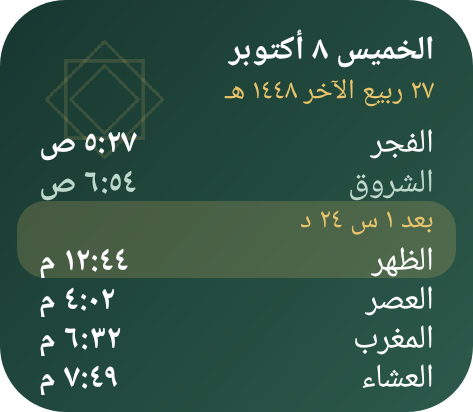 الخميس ٨ أكتوبر
٢٧ ربيع الآخر ١٤٤٨ هـ
الفجر ٥:٢٧ ص
الشروق ٦:٥٤ ص
بعد ١ س ٢٤ د
الظهر ١٢:٤٤ م
العصر ٤:٠٢ م
المغرب ٦:٣٢ م
العشاء ٧:٤٩ م